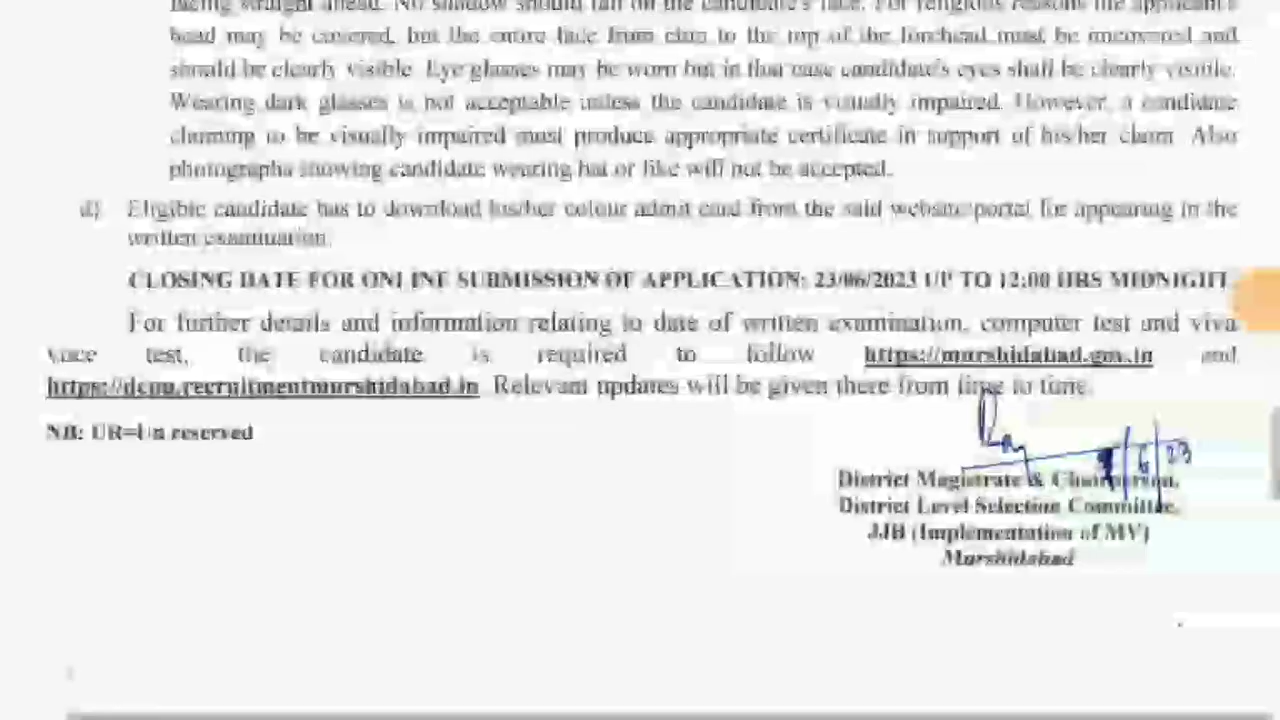 facing straight ahead. No shadow should fall on the candidate's face. For religious reasons the applicant's
head may be covered, but the entire face from chin to the top of the forehead must be uncovered and
should be clearly visible. Eye glasses may be worn but in that case candidate's eyes shall be clearly visible.
Wearing dark glasses is not acceptable unless the candidate is visually impaired. However, a candidate
claiming to be visually impaired must produce appropriate certificate in support of his/her claim. Also
photographs showing candidate wearing hat or like will not be accepted.
d) Eligible candidate has to download his/her colour admit card from the said website/portal for appearing in the
written examination.
CLOSING DATE FOR ONLINE SUBMISSION OF APPLICATION: 23/06/2023 UP TO 12:00 HRS MIDNIGHT.
For further details and information relating to date of written examination, computer test and viva
voce test, the candidate is required to follow https://murshidabad.gov.in and
https://dcpu.recruitmentmurshidabad.in. Relevant updates will be given there from time to time.
NB: UR=Un reserved
6/23
District Magistrate & Chairperson,
District Level Selection Committee,
JJB (Implementation of MV)
Murshidabad